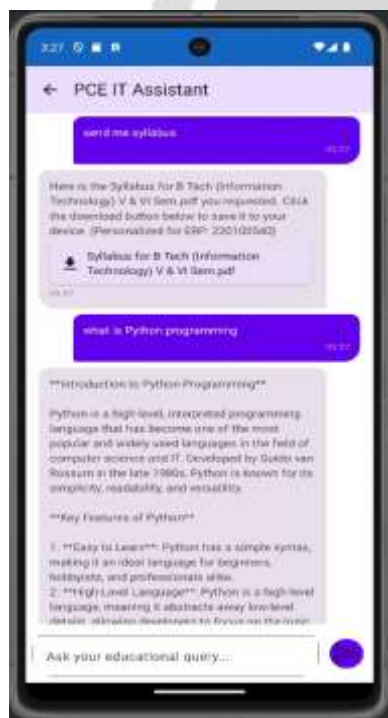 3:27
PCE IT Assistant
send me syllabus
03:27
Here is the Syllabus for B Tech (Information
Technology) V & VI Sem.pdf you requested. Click
the download button below to save it to your
device. (Personalized for ERP:
Syllabus for B Tech (Information
Technology) V & VI Sem.pdf
03:27
what is Python programming
03:27
**Introduction to Python Programming**
Python is a high-level, interpreted programming
language that has become one of the most
popular and widely used languages in the field of
computer science and IT. Developed by Guido van
Rossum in the late 1980s, Python is known for its
simplicity, readability, and versatility.
**Key Features of Python**
1. **Easy to Learn**: Python has a simple syntax,
making it an ideal language for beginners,
hobbyists, and professionals alike.
2. **High-Level Language**: Python is a high-level
language, meaning it abstracts away low-level
details, allowing developers to focus on the logic
Ask your educational query...